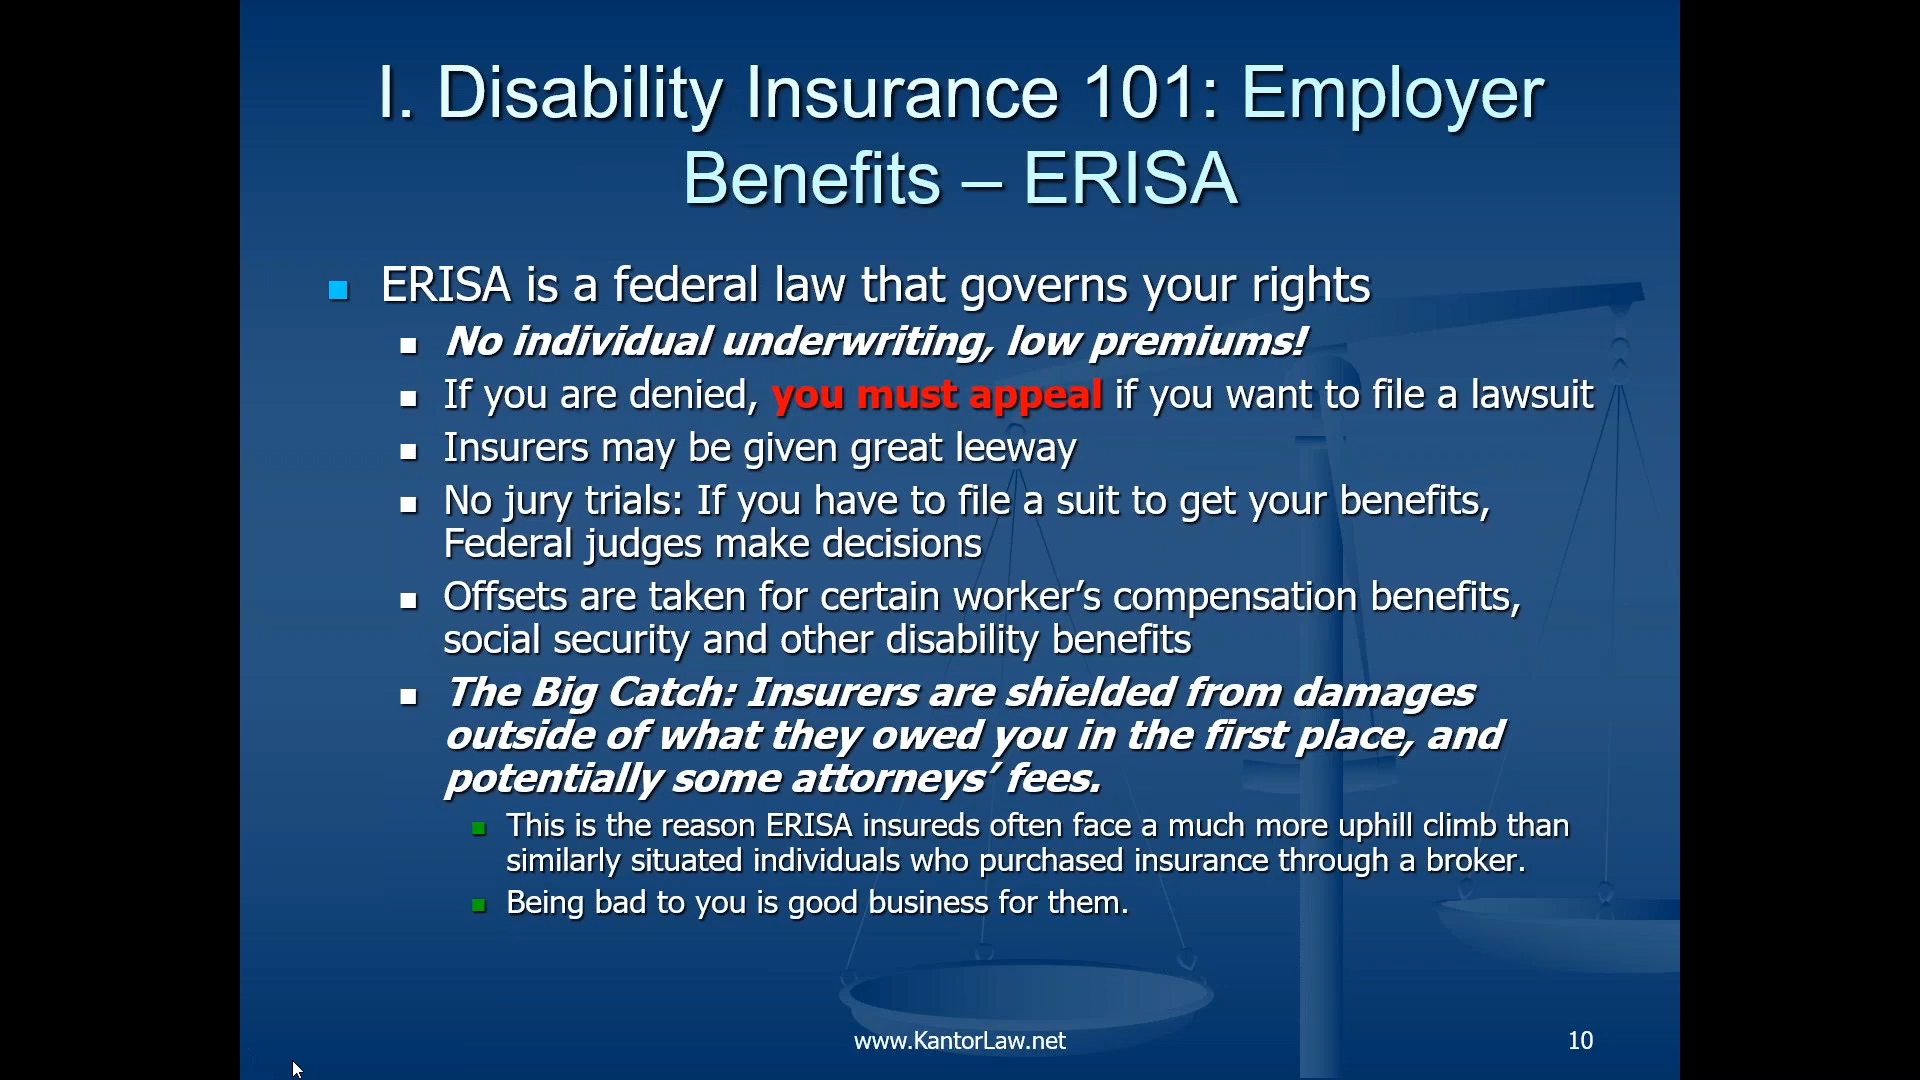 I. Disability Insurance 101: Employer
Benefits – ERISA
ERISA is a federal law that governs your rights
No individual underwriting, low premiums!
If you are denied, you must appeal if you want to file a lawsuit
Insurers may be given great leeway
No jury trials: If you have to file a suit to get your benefits,
Federal judges make decisions
Offsets are taken for certain worker’s compensation benefits,
social security and other disability benefits
The Big Catch: Insurers are shielded from damages
outside of what they owed you in the first place, and
potentially some attorneys’ fees.
This is the reason ERISA insureds often face a much more uphill climb than
similarly situated individuals who purchased insurance through a broker.
Being bad to you is good business for them.
www.KantorLaw.net
10